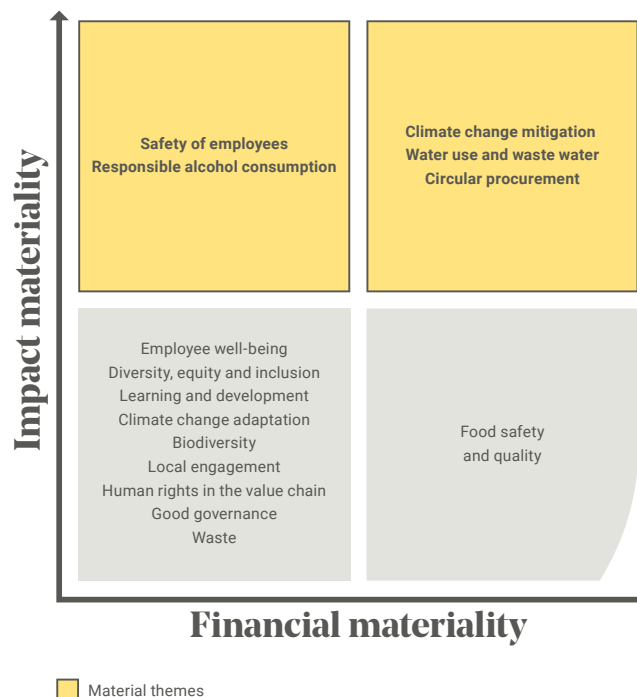 Impact materiality
Safety of employees
Responsible alcohol consumption
Climate change mitigation
Water use and waste water
Circular procurement
Employee well-being
Diversity, equity and inclusion
Learning and development
Climate change adaptation
Biodiversity
Local engagement
Human rights in the value chain
Good governance
Waste
Food safety
and quality
Financial materiality
Material themes